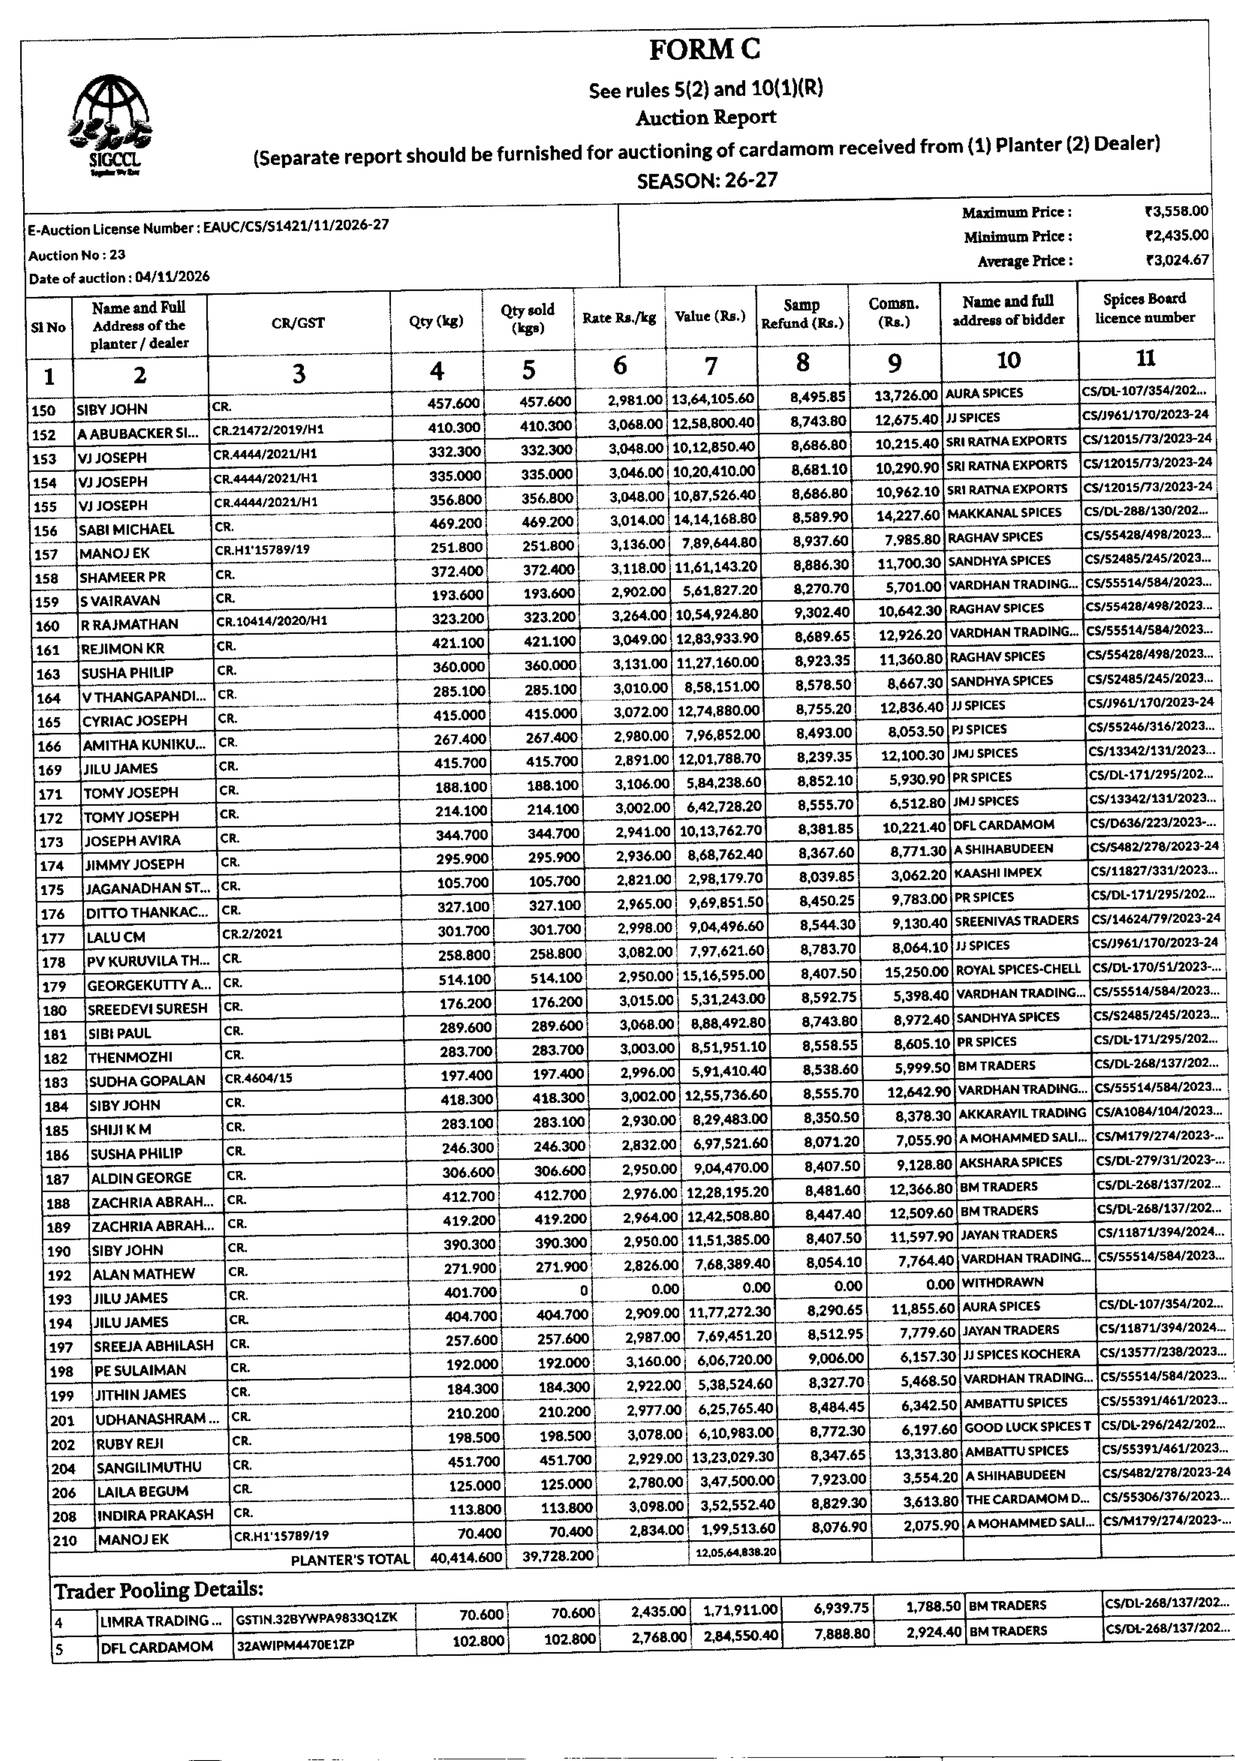 FORM C
See rules 5(2) and 10(1)(R)
Auction Report
(Separate report should be furnished for auctioning of cardamom received from (1) Planter (2) Dealer)
SEASON: 26-27
SIGCCL
Together We Rise
E-Auction License Number : EAUC/CS/S1421/11/2026-27
Auction No : 23
Date of auction : 04/11/2026
Maximum Price : ₹3,558.00
Minimum Price : ₹2,435.00
Average Price : ₹3,024.67
Sl No Name and Full Address of the planter / dealer CR/GST Qty (kg) Qty sold (kgs) Rate Rs./kg Value (Rs.) Samp Refund (Rs.) Comsn. (Rs.) Name and full address of bidder Spices Board licence number
1 2 3 4 5 6 7 8 9 10 11
150 SIBY JOHN CR. 457.600 457.600 2,981.00 13,64,105.60 8,495.85 13,726.00 AURA SPICES CS/DL-107/354/202...
152 A ABUBACKER SI... CR.21472/2019/H1 410.300 410.300 3,068.00 12,58,800.40 8,743.80 12,675.40 JJ SPICES CS/J961/170/2023-24
153 VJ JOSEPH CR.4444/2021/H1 332.300 332.300 3,048.00 10,12,850.40 8,686.80 10,215.40 SRI RATNA EXPORTS CS/12015/73/2023-24
154 VJ JOSEPH CR.4444/2021/H1 335.000 335.000 3,046.00 10,20,410.00 8,681.10 10,290.90 SRI RATNA EXPORTS CS/12015/73/2023-24
155 VJ JOSEPH CR.4444/2021/H1 356.800 356.800 3,048.00 10,87,526.40 8,686.80 10,962.10 SRI RATNA EXPORTS CS/12015/73/2023-24
156 SABI MICHAEL CR. 469.200 469.200 3,014.00 14,14,168.80 8,589.90 14,227.60 MAKKANAL SPICES CS/DL-288/130/202...
157 MANOJ EK CR.H1'15789/19 251.800 251.800 3,136.00 7,89,644.80 8,937.60 7,985.80 RAGHAV SPICES CS/55428/498/2023...
158 SHAMEER PR CR. 372.400 372.400 3,118.00 11,61,143.20 8,886.30 11,700.30 SANDHYA SPICES CS/S2485/245/2023...
159 S VAIRAVAN CR. 193.600 193.600 2,902.00 5,61,827.20 8,270.70 5,701.00 VARDHAN TRADING... CS/55514/584/2023...
160 R RAJMATHAN CR.10414/2020/H1 323.200 323.200 3,264.00 10,54,924.80 9,302.40 10,642.30 RAGHAV SPICES CS/55428/498/2023...
161 REJIMON KR CR. 421.100 421.100 3,049.00 12,83,933.90 8,689.65 12,926.20 VARDHAN TRADING... CS/55514/584/2023...
163 SUSHA PHILIP CR. 360.000 360.000 3,131.00 11,27,160.00 8,923.35 11,360.80 RAGHAV SPICES CS/55428/498/2023...
164 V THANGAPANDI... CR. 285.100 285.100 3,010.00 8,58,151.00 8,578.50 8,667.30 SANDHYA SPICES CS/S2485/245/2023...
165 CYRIAC JOSEPH CR. 415.000 415.000 3,072.00 12,74,880.00 8,755.20 12,836.40 JJ SPICES CS/J961/170/2023-24
166 AMITHA KUNIKU... CR. 267.400 267.400 2,980.00 7,96,852.00 8,493.00 8,053.50 PJ SPICES CS/55246/316/2023...
169 JILU JAMES CR. 415.700 415.700 2,891.00 12,01,788.70 8,239.35 12,100.30 JMJ SPICES CS/13342/131/2023...
171 TOMY JOSEPH CR. 188.100 188.100 3,106.00 5,84,238.60 8,852.10 5,930.90 PR SPICES CS/DL-171/295/202...
172 TOMY JOSEPH CR. 214.100 214.100 3,002.00 6,42,728.20 8,555.70 6,512.80 JMJ SPICES CS/13342/131/2023...
173 JOSEPH AVIRA CR. 344.700 344.700 2,941.00 10,13,762.70 8,381.85 10,221.40 DFL CARDAMOM CS/D636/223/2023-...
174 JIMMY JOSEPH CR. 295.900 295.900 2,936.00 8,68,762.40 8,367.60 8,771.30 A SHIHABUDEEN CS/S482/278/2023-24
175 JAGANADHAN ST... CR. 105.700 105.700 2,821.00 2,98,179.70 8,039.85 3,062.20 KAASHI IMPEX CS/11827/331/2023...
176 DITTO THANKAC... CR. 327.100 327.100 2,965.00 9,69,851.50 8,450.25 9,783.00 PR SPICES CS/DL-171/295/202...
177 LALU CM CR.2/2021 301.700 301.700 2,998.00 9,04,496.60 8,544.30 9,130.40 SREENIVAS TRADERS CS/14624/79/2023-24
178 PV KURUVILA TH... CR. 258.800 258.800 3,082.00 7,97,621.60 8,783.70 8,064.10 JJ SPICES CS/J961/170/2023-24
179 GEORGEKUTTY A... CR. 514.100 514.100 2,950.00 15,16,595.00 8,407.50 15,250.00 ROYAL SPICES-CHELL CS/DL-170/51/2023-...
180 SREEDEVI SURESH CR. 176.200 176.200 3,015.00 5,31,243.00 8,592.75 5,398.40 VARDHAN TRADING... CS/55514/584/2023...
181 SIBI PAUL CR. 289.600 289.600 3,068.00 8,88,492.80 8,743.80 8,972.40 SANDHYA SPICES CS/S2485/245/2023...
182 THENMOZHI CR. 283.700 283.700 3,003.00 8,51,951.10 8,558.55 8,605.10 PR SPICES CS/DL-171/295/202...
183 SUDHA GOPALAN CR.4604/15 197.400 197.400 2,996.00 5,91,410.40 8,538.60 5,999.50 BM TRADERS CS/DL-268/137/202...
184 SIBY JOHN CR. 418.300 418.300 3,002.00 12,55,736.60 8,555.70 12,642.90 VARDHAN TRADING... CS/55514/584/2023...
185 SHIJI K M CR. 283.100 283.100 2,930.00 8,29,483.00 8,350.50 8,378.30 AKKARAYIL TRADING CS/A1084/104/2023...
186 SUSHA PHILIP CR. 246.300 246.300 2,832.00 6,97,521.60 8,071.20 7,055.90 A MOHAMMED SALI... CS/M179/274/2023-...
187 ALDIN GEORGE CR. 306.600 306.600 2,950.00 9,04,470.00 8,407.50 9,128.80 AKSHARA SPICES CS/DL-279/31/2023-...
188 ZACHRIA ABRAH... CR. 412.700 412.700 2,976.00 12,28,195.20 8,481.60 12,366.80 BM TRADERS CS/DL-268/137/202...
189 ZACHRIA ABRAH... CR. 419.200 419.200 2,964.00 12,42,508.80 8,447.40 12,509.60 BM TRADERS CS/DL-268/137/202...
190 SIBY JOHN CR. 390.300 390.300 2,950.00 11,51,385.00 8,407.50 11,597.90 JAYAN TRADERS CS/11871/394/2024...
192 ALAN MATHEW CR. 271.900 271.900 2,826.00 7,68,389.40 8,054.10 7,764.40 VARDHAN TRADING... CS/55514/584/2023...
193 JILU JAMES CR. 401.700 0 0.00 0.00 0.00 0.00 WITHDRAWN
194 JILU JAMES CR. 404.700 404.700 2,909.00 11,77,272.30 8,290.65 11,855.60 AURA SPICES CS/DL-107/354/202...
197 SREEJA ABHILASH CR. 257.600 257.600 2,987.00 7,69,451.20 8,512.95 7,779.60 JAYAN TRADERS CS/11871/394/2024...
198 PE SULAIMAN CR. 192.000 192.000 3,160.00 6,06,720.00 9,006.00 6,157.30 JJ SPICES KOCHERA CS/13577/238/2023...
199 JITHIN JAMES CR. 184.300 184.300 2,922.00 5,38,524.60 8,327.70 5,468.50 VARDHAN TRADING... CS/55514/584/2023...
201 UDHANASHRAM ... CR. 210.200 210.200 2,977.00 6,25,765.40 8,484.45 6,342.50 AMBATTU SPICES CS/55391/461/2023...
202 RUBY REJI CR. 198.500 198.500 3,078.00 6,10,983.00 8,772.30 6,197.60 GOOD LUCK SPICES T CS/DL-296/242/202...
204 SANGILIMUTHU CR. 451.700 451.700 2,929.00 13,23,029.30 8,347.65 13,313.80 AMBATTU SPICES CS/55391/461/2023...
206 LAILA BEGUM CR. 125.000 125.000 2,780.00 3,47,500.00 7,923.00 3,554.20 A SHIHABUDEEN CS/S482/278/2023-24
208 INDIRA PRAKASH CR. 113.800 113.800 3,098.00 3,52,552.40 8,829.30 3,613.80 THE CARDAMOM D... CS/55306/376/2023...
210 MANOJ EK CR.H1'15789/19 70.400 70.400 2,834.00 1,99,513.60 8,076.90 2,075.90 A MOHAMMED SALI... CS/M179/274/2023-...
PLANTER'S TOTAL 40,414.600 39,728.200 12,05,64,838.20
Trader Pooling Details:
4 LIMRA TRADING ... GSTIN.32BYWPA9833Q1ZK 70.600 70.600 2,435.00 1,71,911.00 6,939.75 1,788.50 BM TRADERS CS/DL-268/137/202...
5 DFL CARDAMOM 32AWIPM4470E1ZP 102.800 102.800 2,768.00 2,84,550.40 7,888.80 2,924.40 BM TRADERS CS/DL-268/137/202...